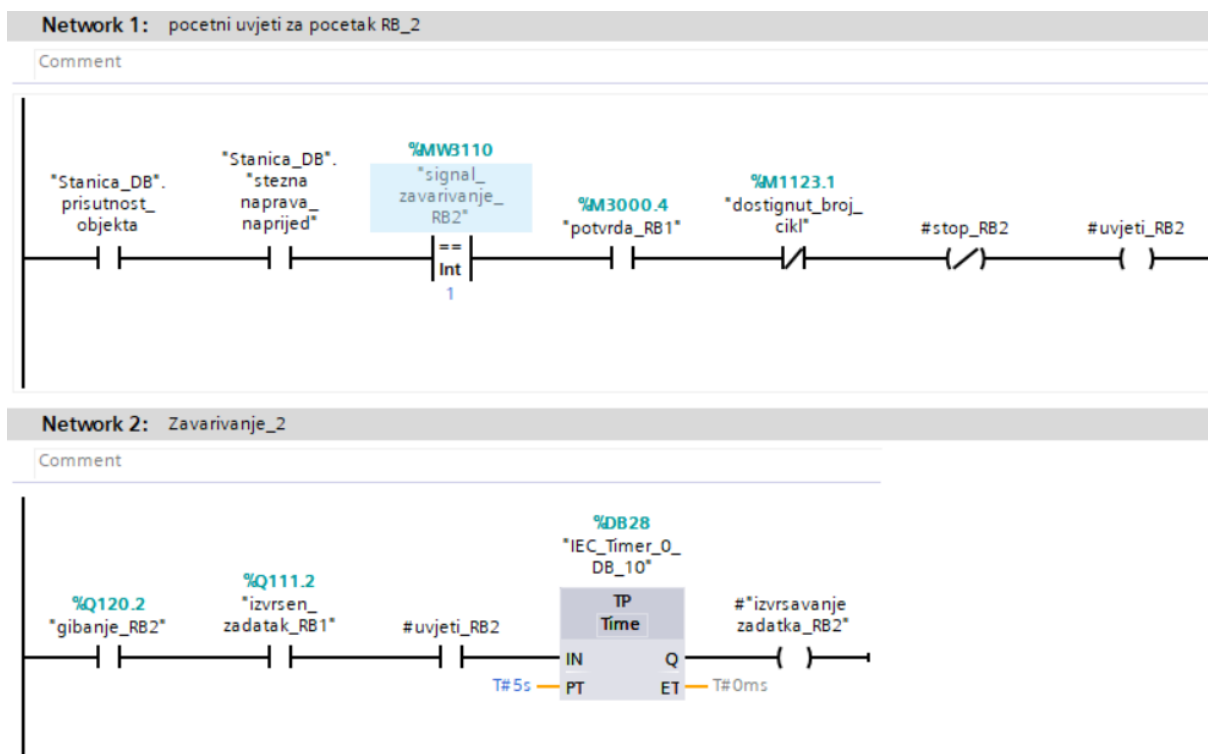 Network 1: pocetni uvjeti za pocetak RB_2
Comment
%MW3110
"Stanica_DB".
"signal_
"Stanica_DB".
"stezna
zavarivanje_
%M1123.1
prisutnost_
naprava_
RB2"
%M3000.4
"dostignut_broj_
objekta
naprijed"
"potvrda_RB1"
cikl"
#stop_RB2
#uvjeti_RB2
==
Int
1
Network 2: Zavarivanje_2
Comment
%DB28
"IEC_Timer_0_
DB_10"
%Q111.2
%Q120.2
"izvrsen_
TP
#"izvrsavanje
"gibanje_RB2"
zadatak_RB1"
#uvjeti_RB2
Time
zadatka_RB2"
IN Q
T#5s PT ET T#0ms